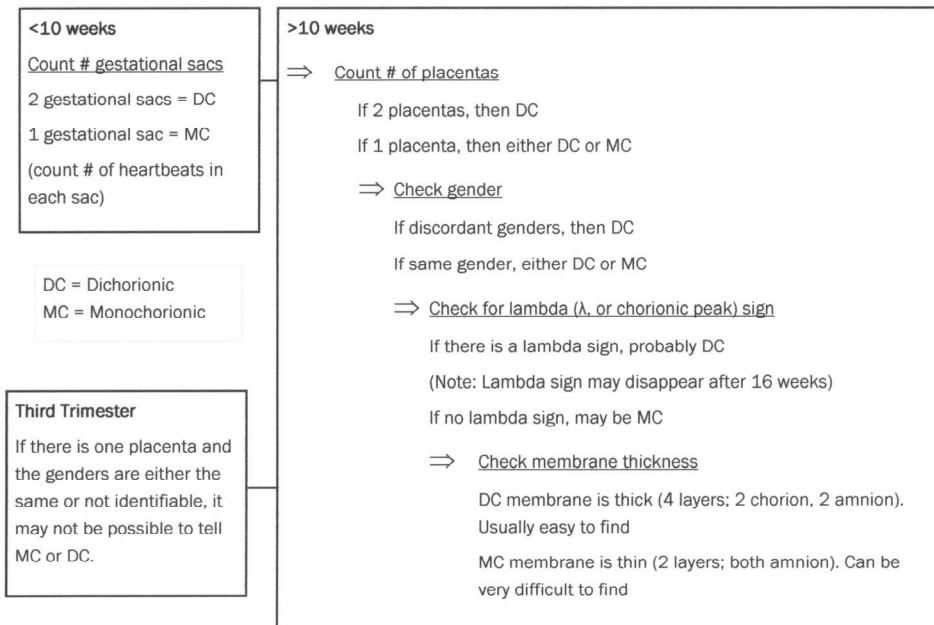 <10 weeks
Count # gestational sacs
2 gestational sacs = DC
1 gestational sac = MC
(count # of heartbeats in
each sac)
DC = Dichorionic
MC = Monochorionic
Third Trimester
If there is one placenta and
the genders are either the
same or not identifiable, it
may not be possible to tell
MC or DC.
>10 weeks
⇒ Count # of placentas
If 2 placentas, then DC
If 1 placenta, then either DC or MC
⇒ Check gender
If discordant genders, then DC
If same gender, either DC or MC
⇒ Check for lambda (λ, or chorionic peak) sign
If there is a lambda sign, probably DC
(Note: Lambda sign may disappear after 16 weeks)
If no lambda sign, may be MC
⇒ Check membrane thickness
DC membrane is thick (4 layers; 2 chorion, 2 amnion).
Usually easy to find
MC membrane is thin (2 layers; both amnion). Can be
very difficult to find